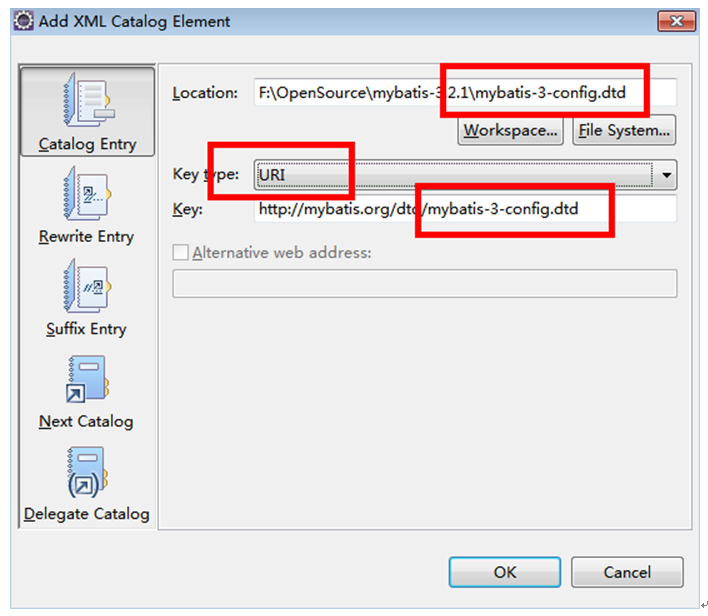 Add XML Catalog Element
Catalog Entry
Rewrite Entry
Suffix Entry
Next Catalog
Delegate Catalog
Location: F:\OpenSource\mybatis-3.2.1\mybatis-3-config.dtd
Workspace... File System...
Key type: URI
Key: http://mybatis.org/dtd/mybatis-3-config.dtd
Alternative web address:
OK Cancel